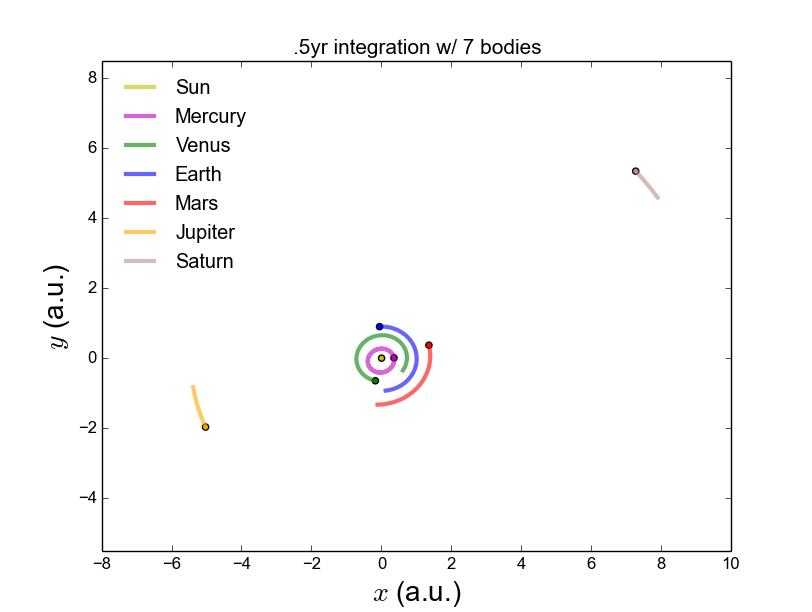 .5yr integration w/ 7 bodies
Sun
Mercury
Venus
Earth
Mars
Jupiter
Saturn
8
6
4
2
0
−2
−4
y (a.u.)
−8 −6 −4 −2 0 2 4 6 8 10
x (a.u.)